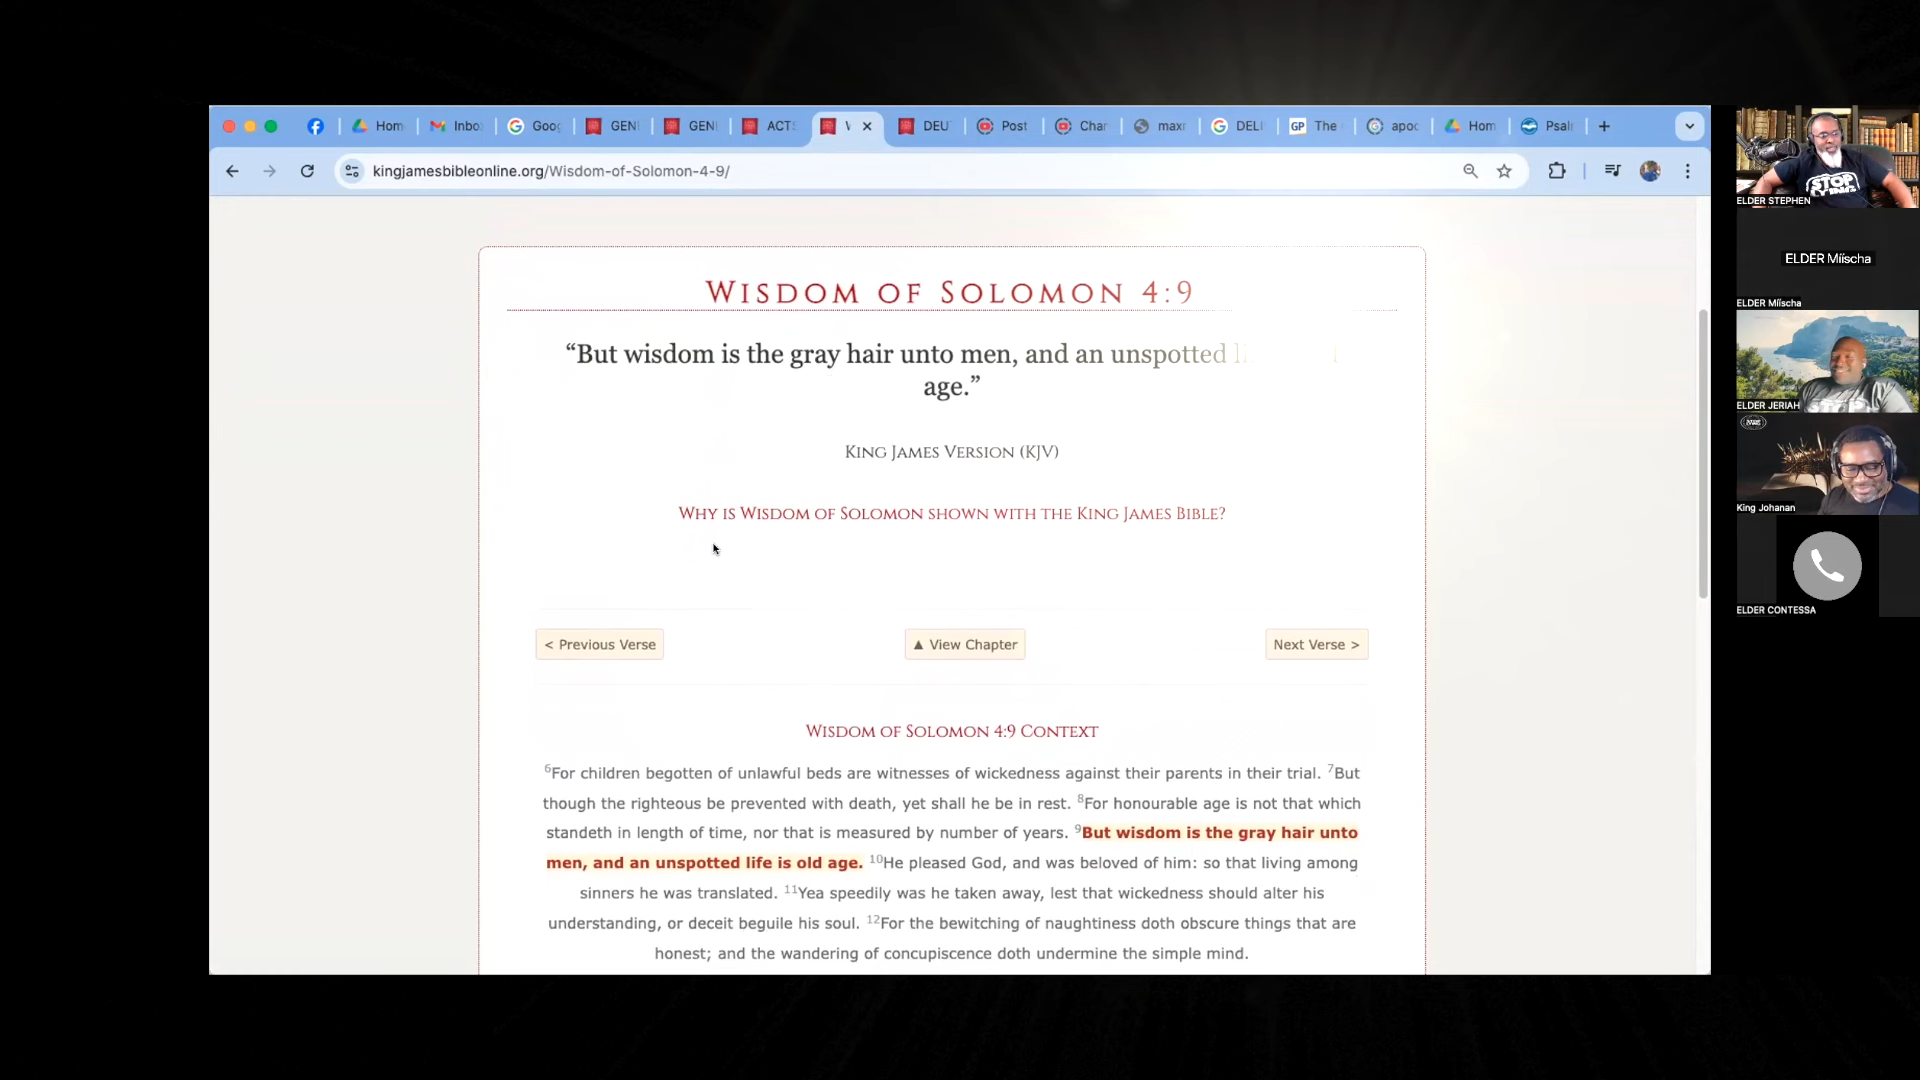 Hom
Inbo
Goo
GEN
GEN
ACTS
DEU
Post
Char
maxr
DEL
GP The
apoc
Hom
Psal
kingjamesbibleonline.org/Wisdom-of-Solomon-4-9/
Wisdom of Solomon 4:9
“But wisdom is the gray hair unto men, and an unspotted
age.”
King James Version (KJV)
Why is Wisdom of Solomon shown with the King James Bible?
< Previous Verse
▲ View Chapter
Next Verse >
Wisdom of Solomon 4:9 Context
6For children begotten of unlawful beds are witnesses of wickedness against their parents in their trial. 7But
though the righteous be prevented with death, yet shall he be in rest. 8For honourable age is not that which
standeth in length of time, nor that is measured by number of years. 9But wisdom is the gray hair unto
men, and an unspotted life is old age. 10He pleased God, and was beloved of him: so that living among
sinners he was translated. 11Yea speedily was he taken away, lest that wickedness should alter his
understanding, or deceit beguile his soul. 12For the bewitching of naughtiness doth obscure things that are
honest; and the wandering of concupiscence doth undermine the simple mind.
STOP
ELDER STEPHEN
ELDER Miischa
ELDER Miischa
ELDER JERIAH
King Johanan
ELDER CONTESSA